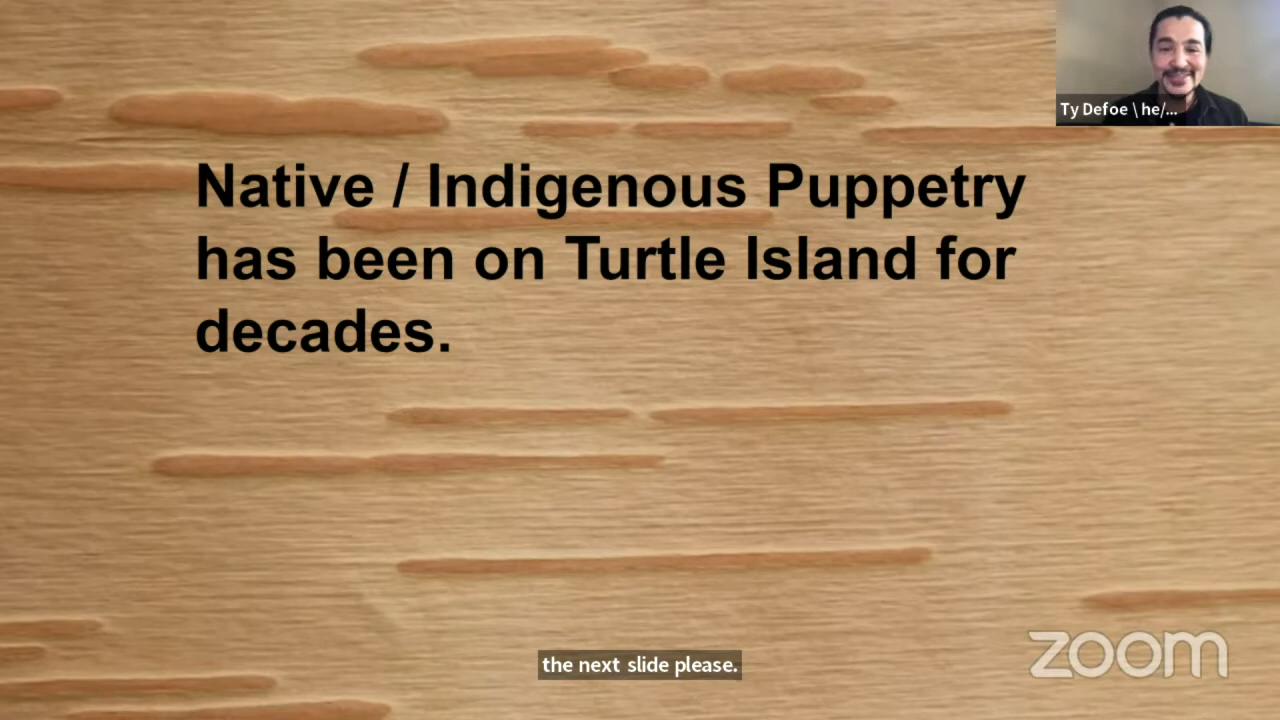 Ty Defoe \ he/...
Native / Indigenous Puppetry
has been on Turtle Island for
decades.
the next slide please.
zoom